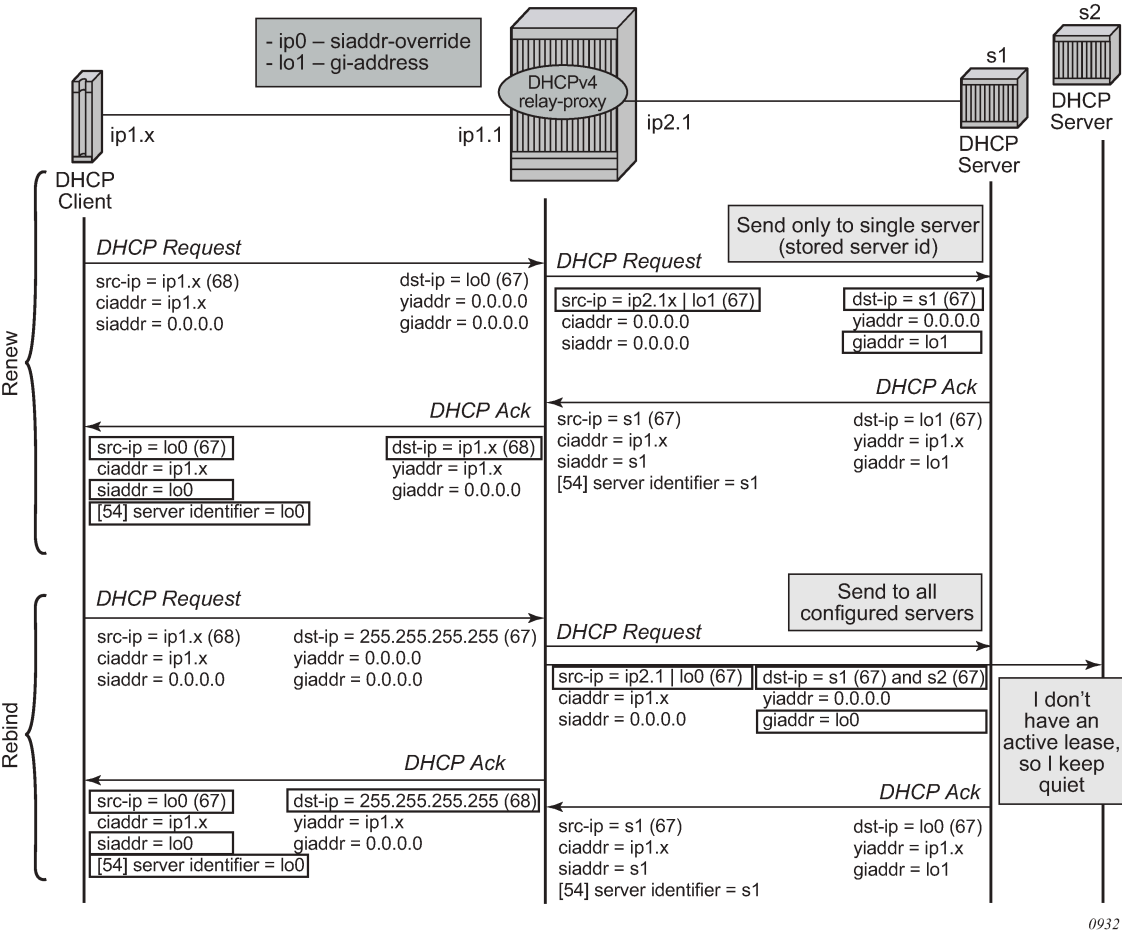 s2
- ip0 – siaddr-override
- lo1 – gi-address
s1
DHCPv4
relay-proxy
DHCP
Server
ip1.x
ip1.1
ip2.1
DHCP
Server
DHCP
Client
Renew
Send only to single server
(stored server id)
DHCP Request
DHCP Request
src-ip = ip1.x (68)
dst-ip = lo0 (67)
ciaddr = ip1.x
yiaddr = 0.0.0.0
siaddr = 0.0.0.0
giaddr = 0.0.0.0
src-ip = ip2.1x | lo1 (67)
dst-ip = s1 (67)
ciaddr = 0.0.0.0
yiaddr = 0.0.0.0
siaddr = 0.0.0.0
giaddr = lo1
DHCP Ack
DHCP Ack
src-ip = s1 (67)
dst-ip = lo1 (67)
ciaddr = ip1.x
yiaddr = ip1.x
siaddr = s1
giaddr = lo1
[54] server identifier = s1
src-ip = lo0 (67)
dst-ip = ip1.x (68)
ciaddr = ip1.x
yiaddr = ip1.x
siaddr = lo0
giaddr = 0.0.0.0
[54] server identifier = lo0
Rebind
Send to all
configured servers
DHCP Request
DHCP Request
src-ip = ip1.x (68)
dst-ip = 255.255.255.255 (67)
ciaddr = ip1.x
yiaddr = 0.0.0.0
siaddr = 0.0.0.0
giaddr = 0.0.0.0
src-ip = ip2.1 | lo0 (67)
dst-ip = s1 (67) and s2 (67)
ciaddr = ip1.x
yiaddr = 0.0.0.0
siaddr = 0.0.0.0
giaddr = lo0
I don’t
have an
active lease,
so I keep
quiet
DHCP Ack
DHCP Ack
src-ip = lo0 (67)
dst-ip = 255.255.255.255 (68)
ciaddr = ip1.x
yiaddr = ip1.x
siaddr = lo0
giaddr = 0.0.0.0
[54] server identifier = lo0
src-ip = s1 (67)
dst-ip = lo0 (67)
ciaddr = ip1.x
yiaddr = ip1.x
siaddr = s1
giaddr = lo1
[54] server identifier = s1
0932